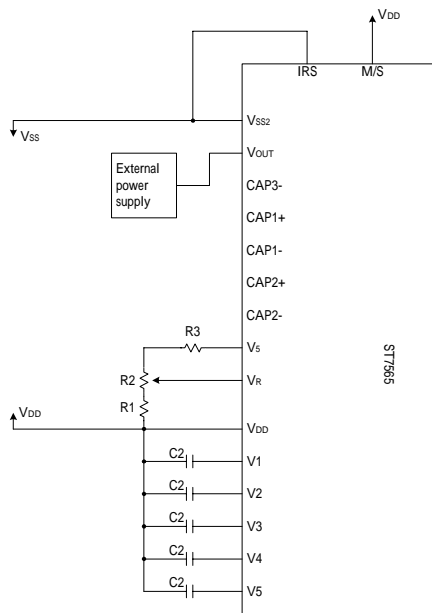 VDD
IRS M/S
VSS VSS2
External
power
supply
VOUT
CAP3-
CAP1+
CAP1-
CAP2+
CAP2-
R3 V5
R2 VR
R1
VDD VDD
C2 V1
C2 V2
C2 V3
C2 V4
C2 V5
ST7565